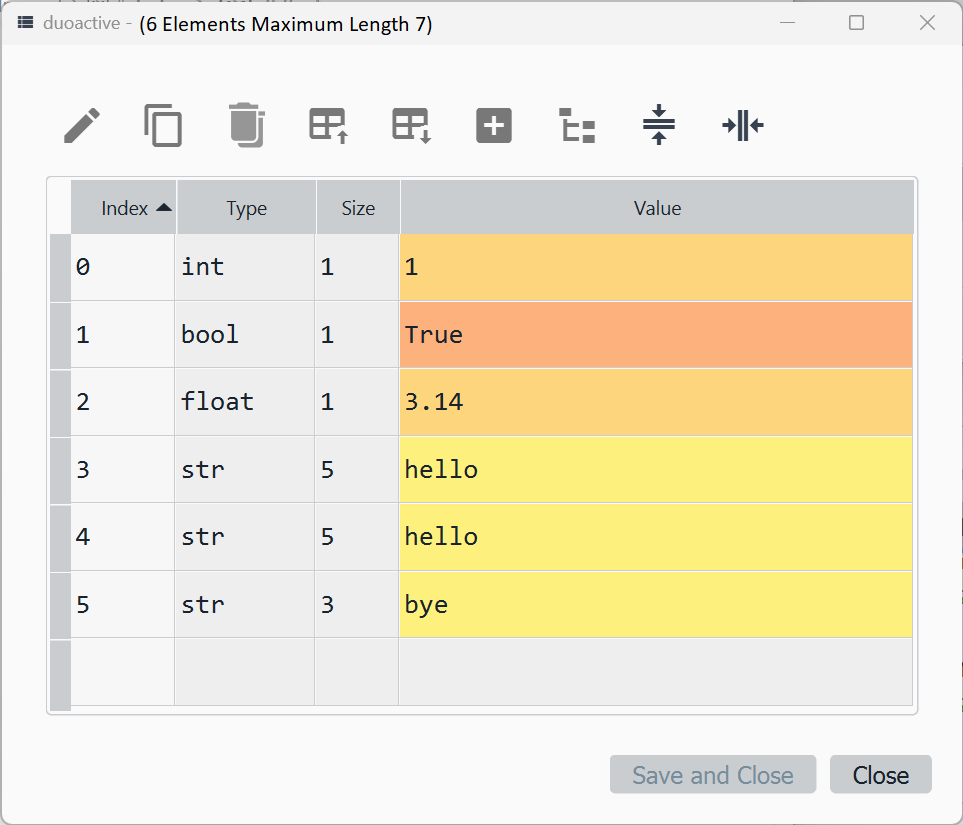 duoactive - (6 Elements Maximum Length 7)
Index Type Size Value
0 int 1 1
1 bool 1 True
2 float 1 3.14
3 str 5 hello
4 str 5 hello
5 str 3 bye
Save and Close Close